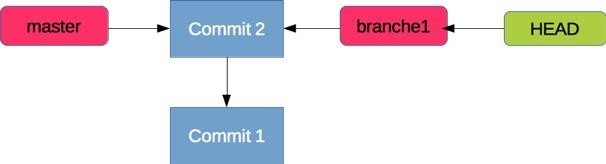 master
Commit 2
branche1
HEAD
Commit 1